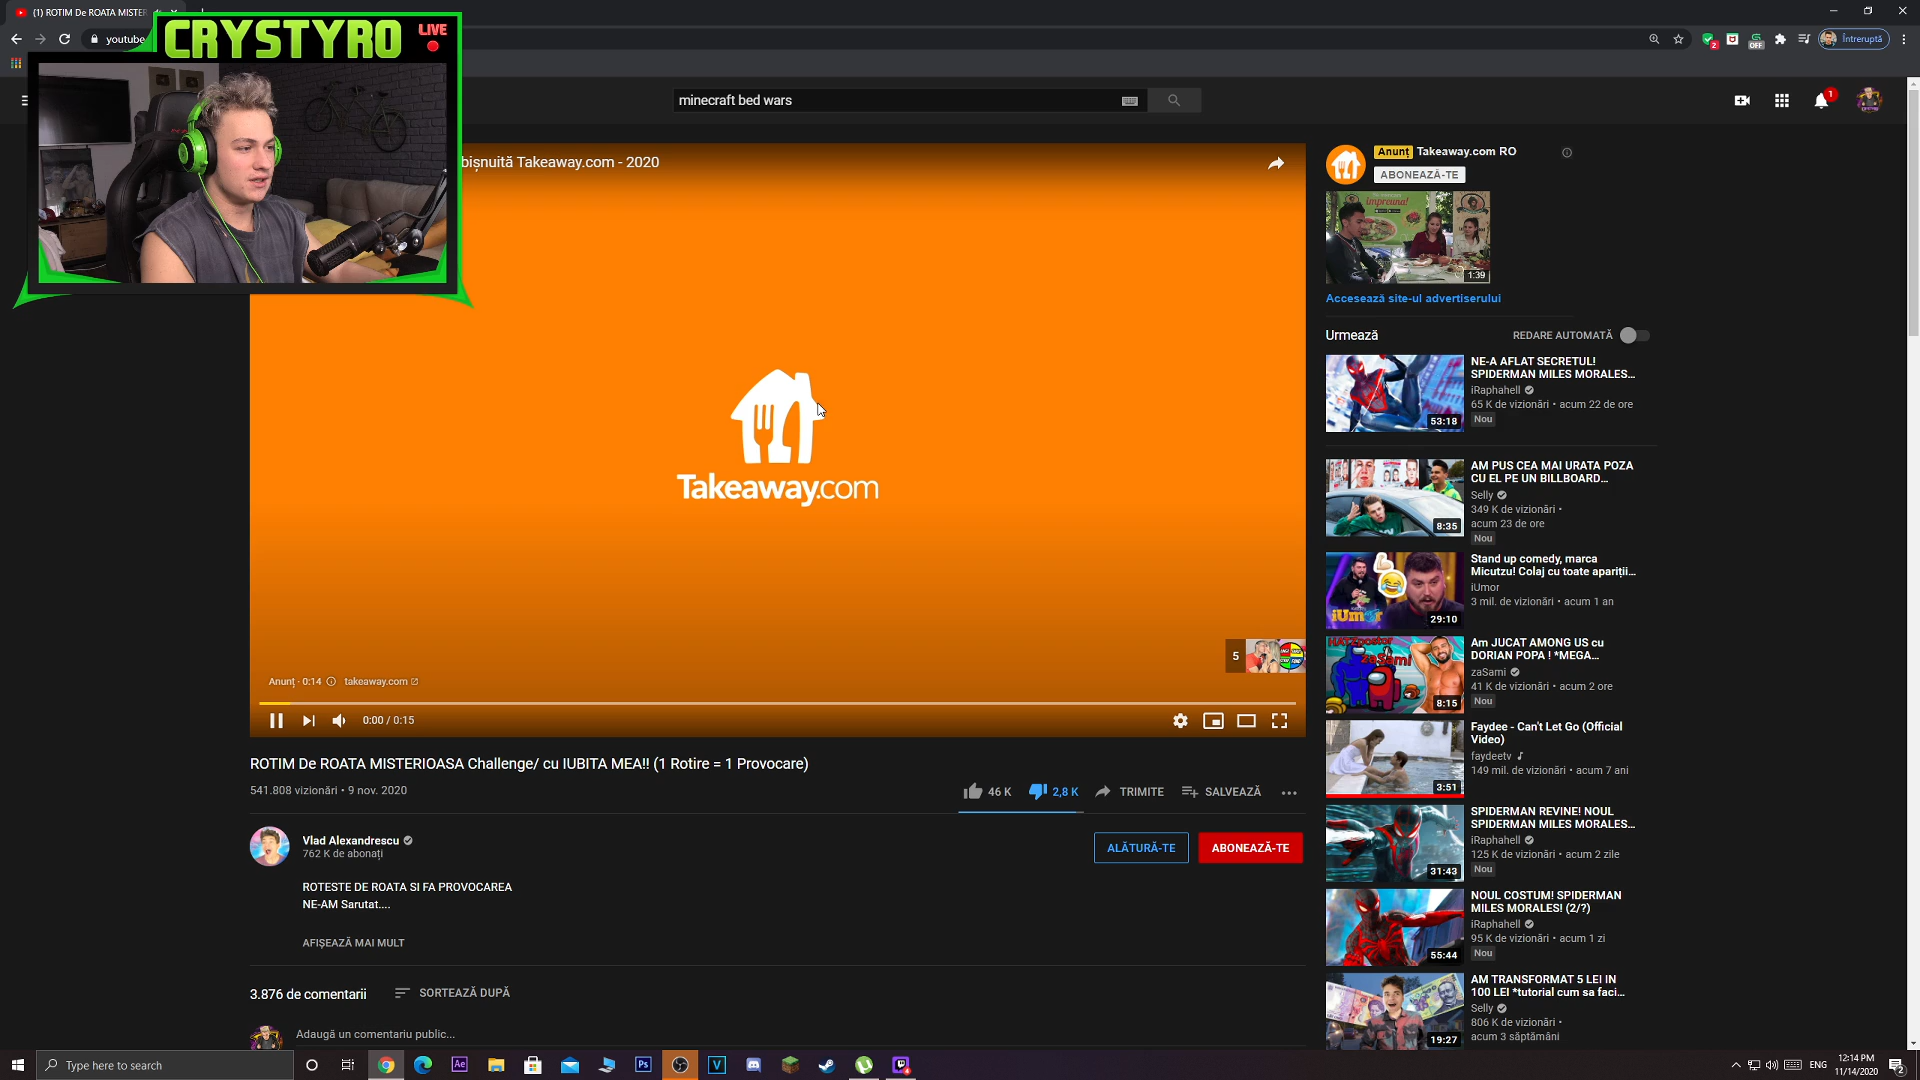 (1) ROTIM De ROATA MISTER
CRYSTYRO
LIVE
youtube
2
OFF
Întreruptă
minecraft bed wars
1
bișnuită Takeaway.com - 2020
Takeaway.com
5
Anunț · 0:14
takeaway.com
0:00 / 0:15
ROTIM De ROATA MISTERIOASA Challenge/ cu IUBITA MEA!! (1 Rotire = 1 Provocare)
541.808 vizionări • 9 nov. 2020
46 K
2,8 K
TRIMITE
SALVEAZĂ
Vlad Alexandrescu
762 K de abonați
ALĂTURĂ-TE
ABONEAZĂ-TE
ROTESTE DE ROATA SI FA PROVOCAREA
NE-AM Sarutat....
AFIȘEAZĂ MAI MULT
3.876 de comentarii
SORTEAZĂ DUPĂ
Adaugă un comentariu public...
Anunț Takeaway.com RO
ABONEAZĂ-TE
împreuna!
1:39
Accesează site-ul advertiserului
Urmează
REDARE AUTOMATĂ
53:18
NE-A AFLAT SECRETUL!
SPIDERMAN MILES MORALES...
iRaphahell
65 K de vizionări • acum 22 de ore
Nou
8:35
AM PUS CEA MAI URATA POZA
CU EL PE UN BILLBOARD...
Selly
349 K de vizionări •
acum 23 de ore
Nou
iUmor
29:10
Stand up comedy, marca
Micutzu! Colaj cu toate apariții...
iUmor
3 mil. de vizionări • acum 1 an
zaSami
8:15
Am JUCAT AMONG US cu
DORIAN POPA ! *MEGA...
zaSami
41 K de vizionări • acum 2 ore
Nou
3:51
Faydee - Can't Let Go (Official
Video)
faydeetv
149 mil. de vizionări • acum 7 ani
31:43
SPIDERMAN REVINE! NOUL
SPIDERMAN MILES MORALES...
iRaphahell
125 K de vizionări • acum 2 zile
Nou
55:44
NOUL COSTUM! SPIDERMAN
MILES MORALES! (2/?)
iRaphahell
95 K de vizionări • acum 1 zi
Nou
19:27
AM TRANSFORMAT 5 LEI IN
100 LEI *tutorial cum sa faci...
Selly
806 K de vizionări •
acum 3 săptămâni
Type here to search
Ae
Ps
V
ENG
12:14 PM
11/14/2020
2